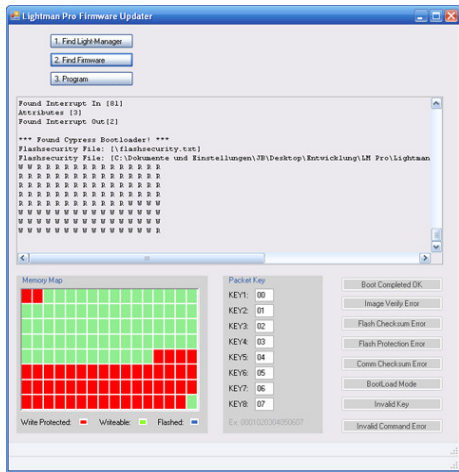 Lightman Pro Firmware Updater
1. Find Light-Manager
2. Find Firmware
3. Program
Found Interrupt In [81]
Attributes [3]
Found Interrupt Out[2]
*** Found Cypress Bootloader! ***
Flashsecurity File: [\flashsecurity.txt]
Flashsecurity File: [C:\Dokumente und Einstellungen\JB\Desktop\Entwicklung\LM Pro\Lightman
W W R R R R R R R R R R R R R R
R R R R R R R R R R R R R R R R
R R R R R R R R R R R R R R R R
R R R R R R R R R R R R R R R R
R R R R R R R R R R R R W W W W
W W W W W W W W W W W W W W W W
W W W W W W W W W W W W W W W W
W W W W W W W W W W W W W W W R
Memory Map
Write Protected:
Writeable:
Flashed:
Packet Key
KEY1: 00
KEY2: 01
KEY3: 02
KEY4: 03
KEY5: 04
KEY6: 05
KEY7: 06
KEY8: 07
Ex. 0001020304050607
Boot Completed OK
Image Verify Error
Flash Checksum Error
Flash Protection Error
Comm Checksum Error
BootLoad Mode
Invalid Key
Invalid Command Error